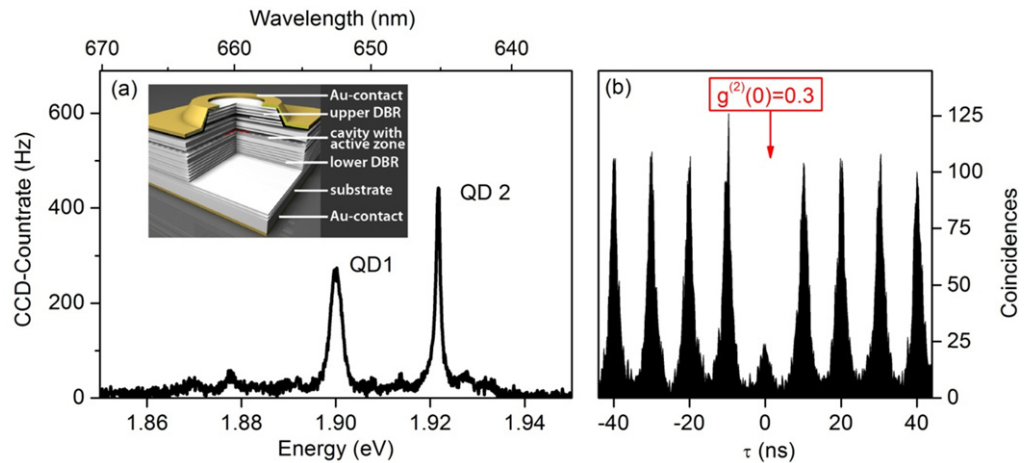 Wavelength (nm)
670 660 650 640
(a)
600
400
200
0
CCD-Countrate (Hz)
Au-contact
upper DBR
cavity with
active zone
lower DBR
substrate
Au-contact
QD1
QD 2
1.86 1.88 1.90 1.92 1.94
Energy (eV)
(b)
g(2)(0)=0.3
125
100
75
50
25
0
Coincidences
-40 -20 0 20 40
τ (ns)